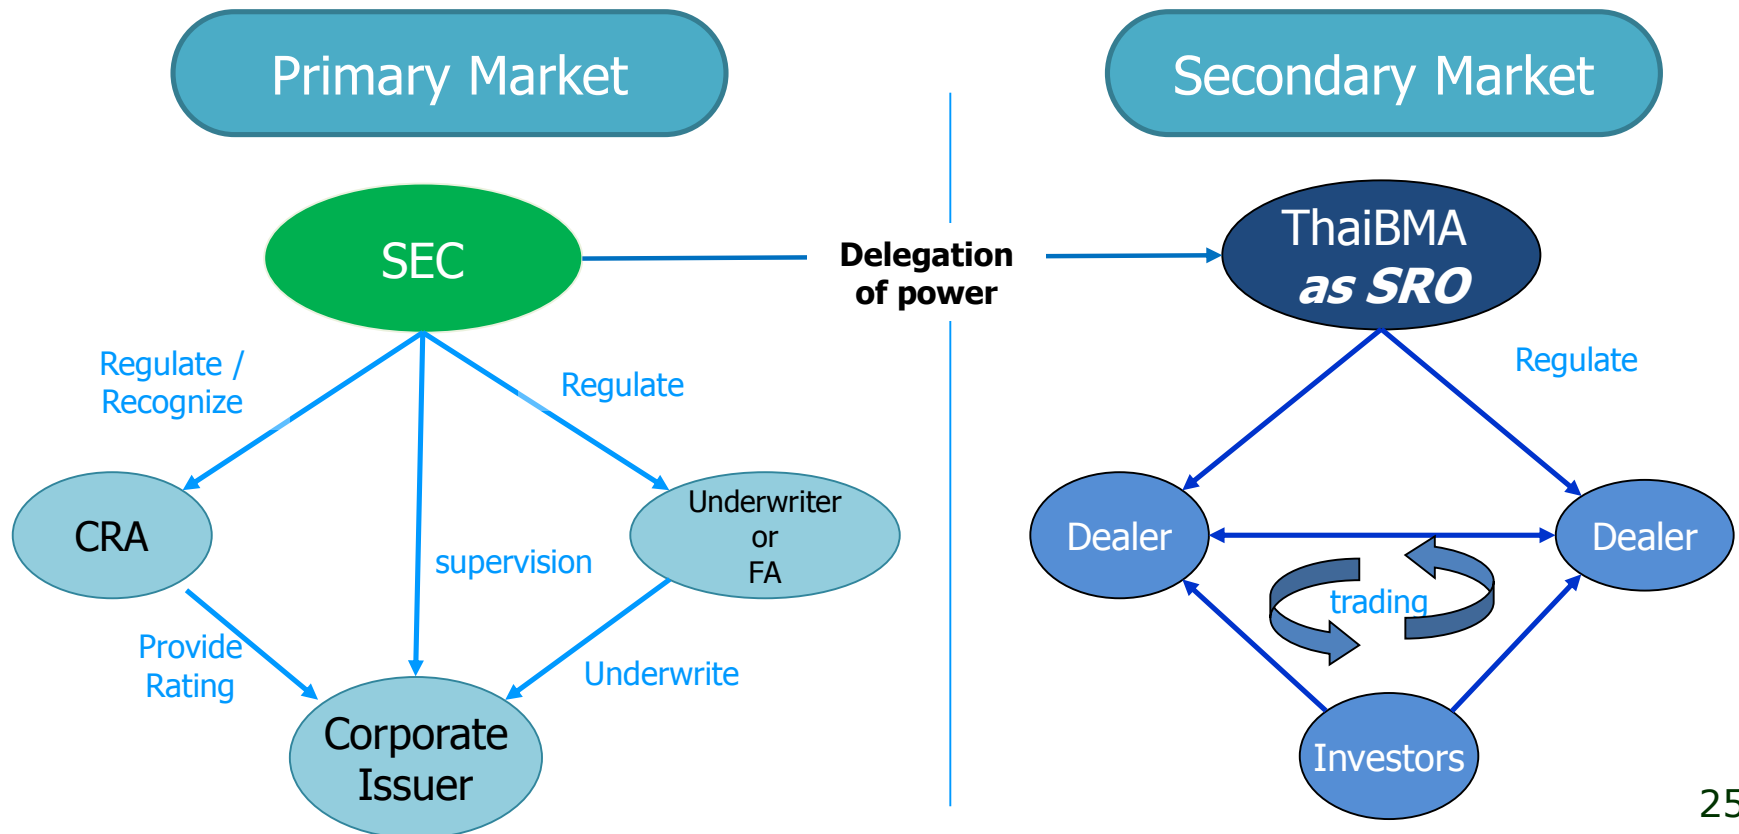 Primary Market
Secondary Market
SEC
Delegation
of power
ThaiBMA
as SRO
Regulate /
Recognize
Regulate
Regulate
CRA
supervision
Underwriter
or
FA
Dealer
Dealer
trading
Provide
Rating
Underwrite
Corporate
Issuer
Investors
25